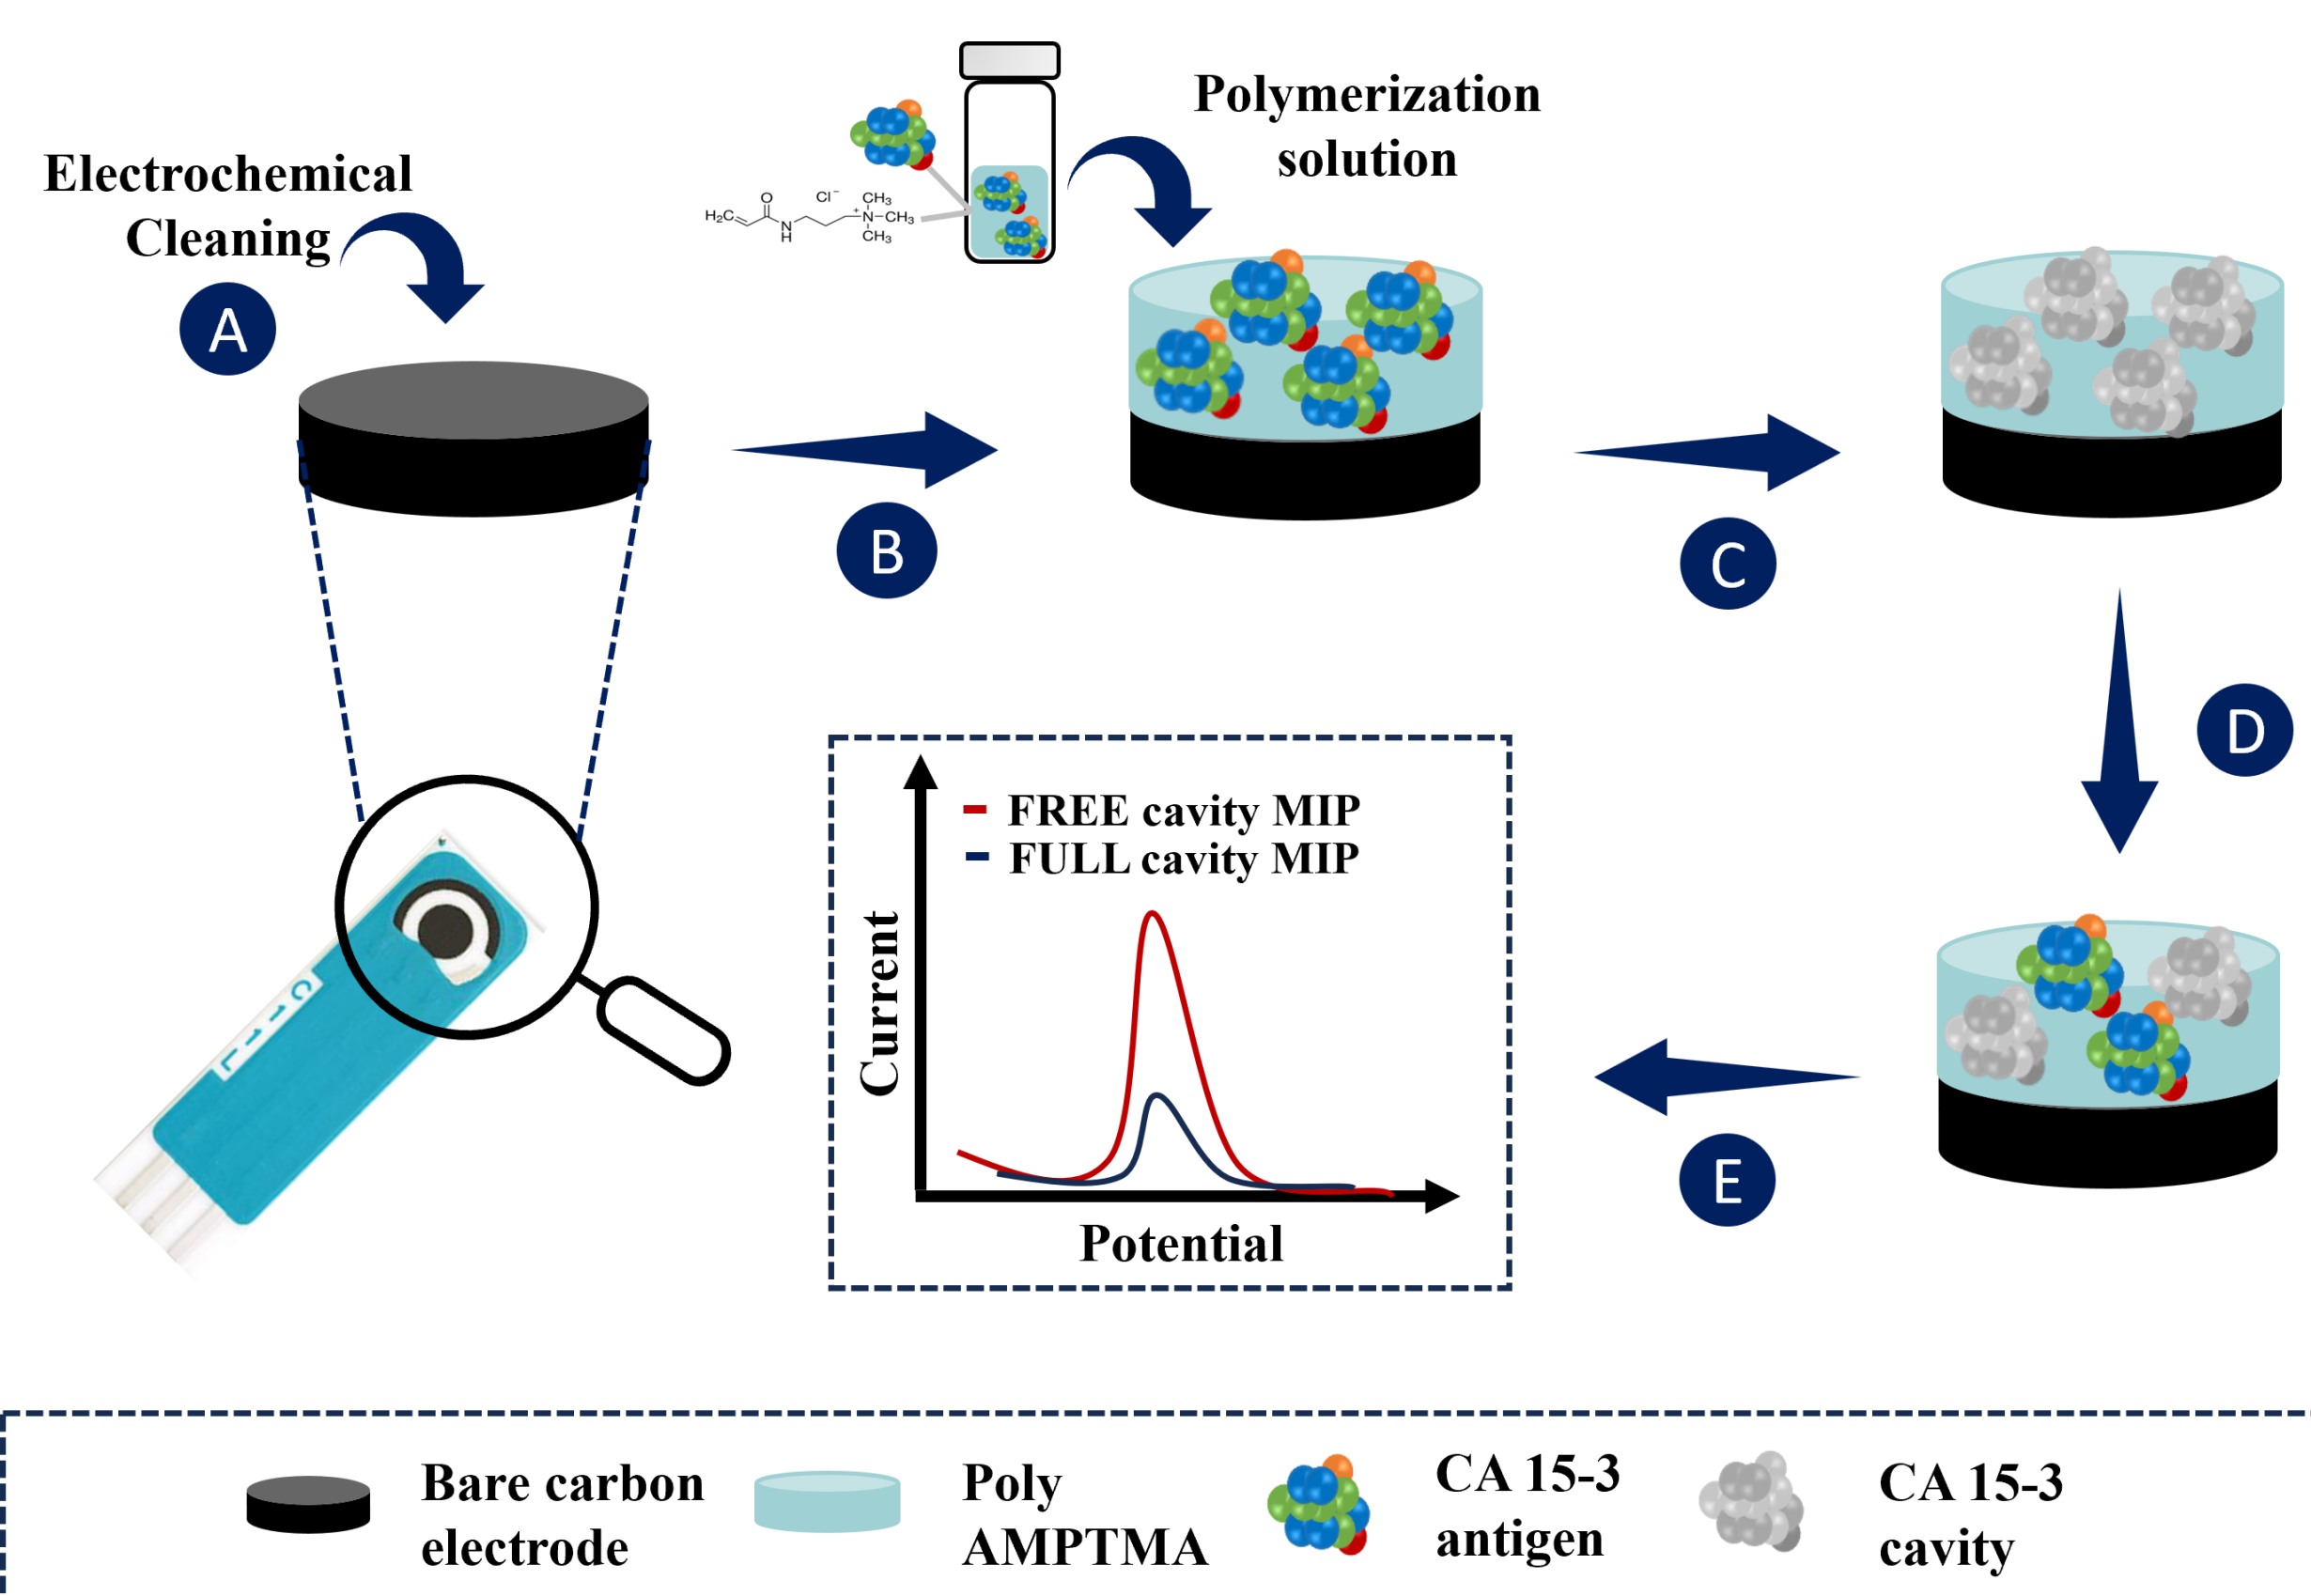 Electrochemical
Cleaning
A
Polymerization
solution
H₂C
O
N
H
Cl⁻
CH₃
N⁺
CH₃
CH₃
B
C
D
E
C11L
FREE cavity MIP
FULL cavity MIP
Current
Potential
Bare carbon
electrode
Poly
AMPTMA
CA 15-3
antigen
CA 15-3
cavity